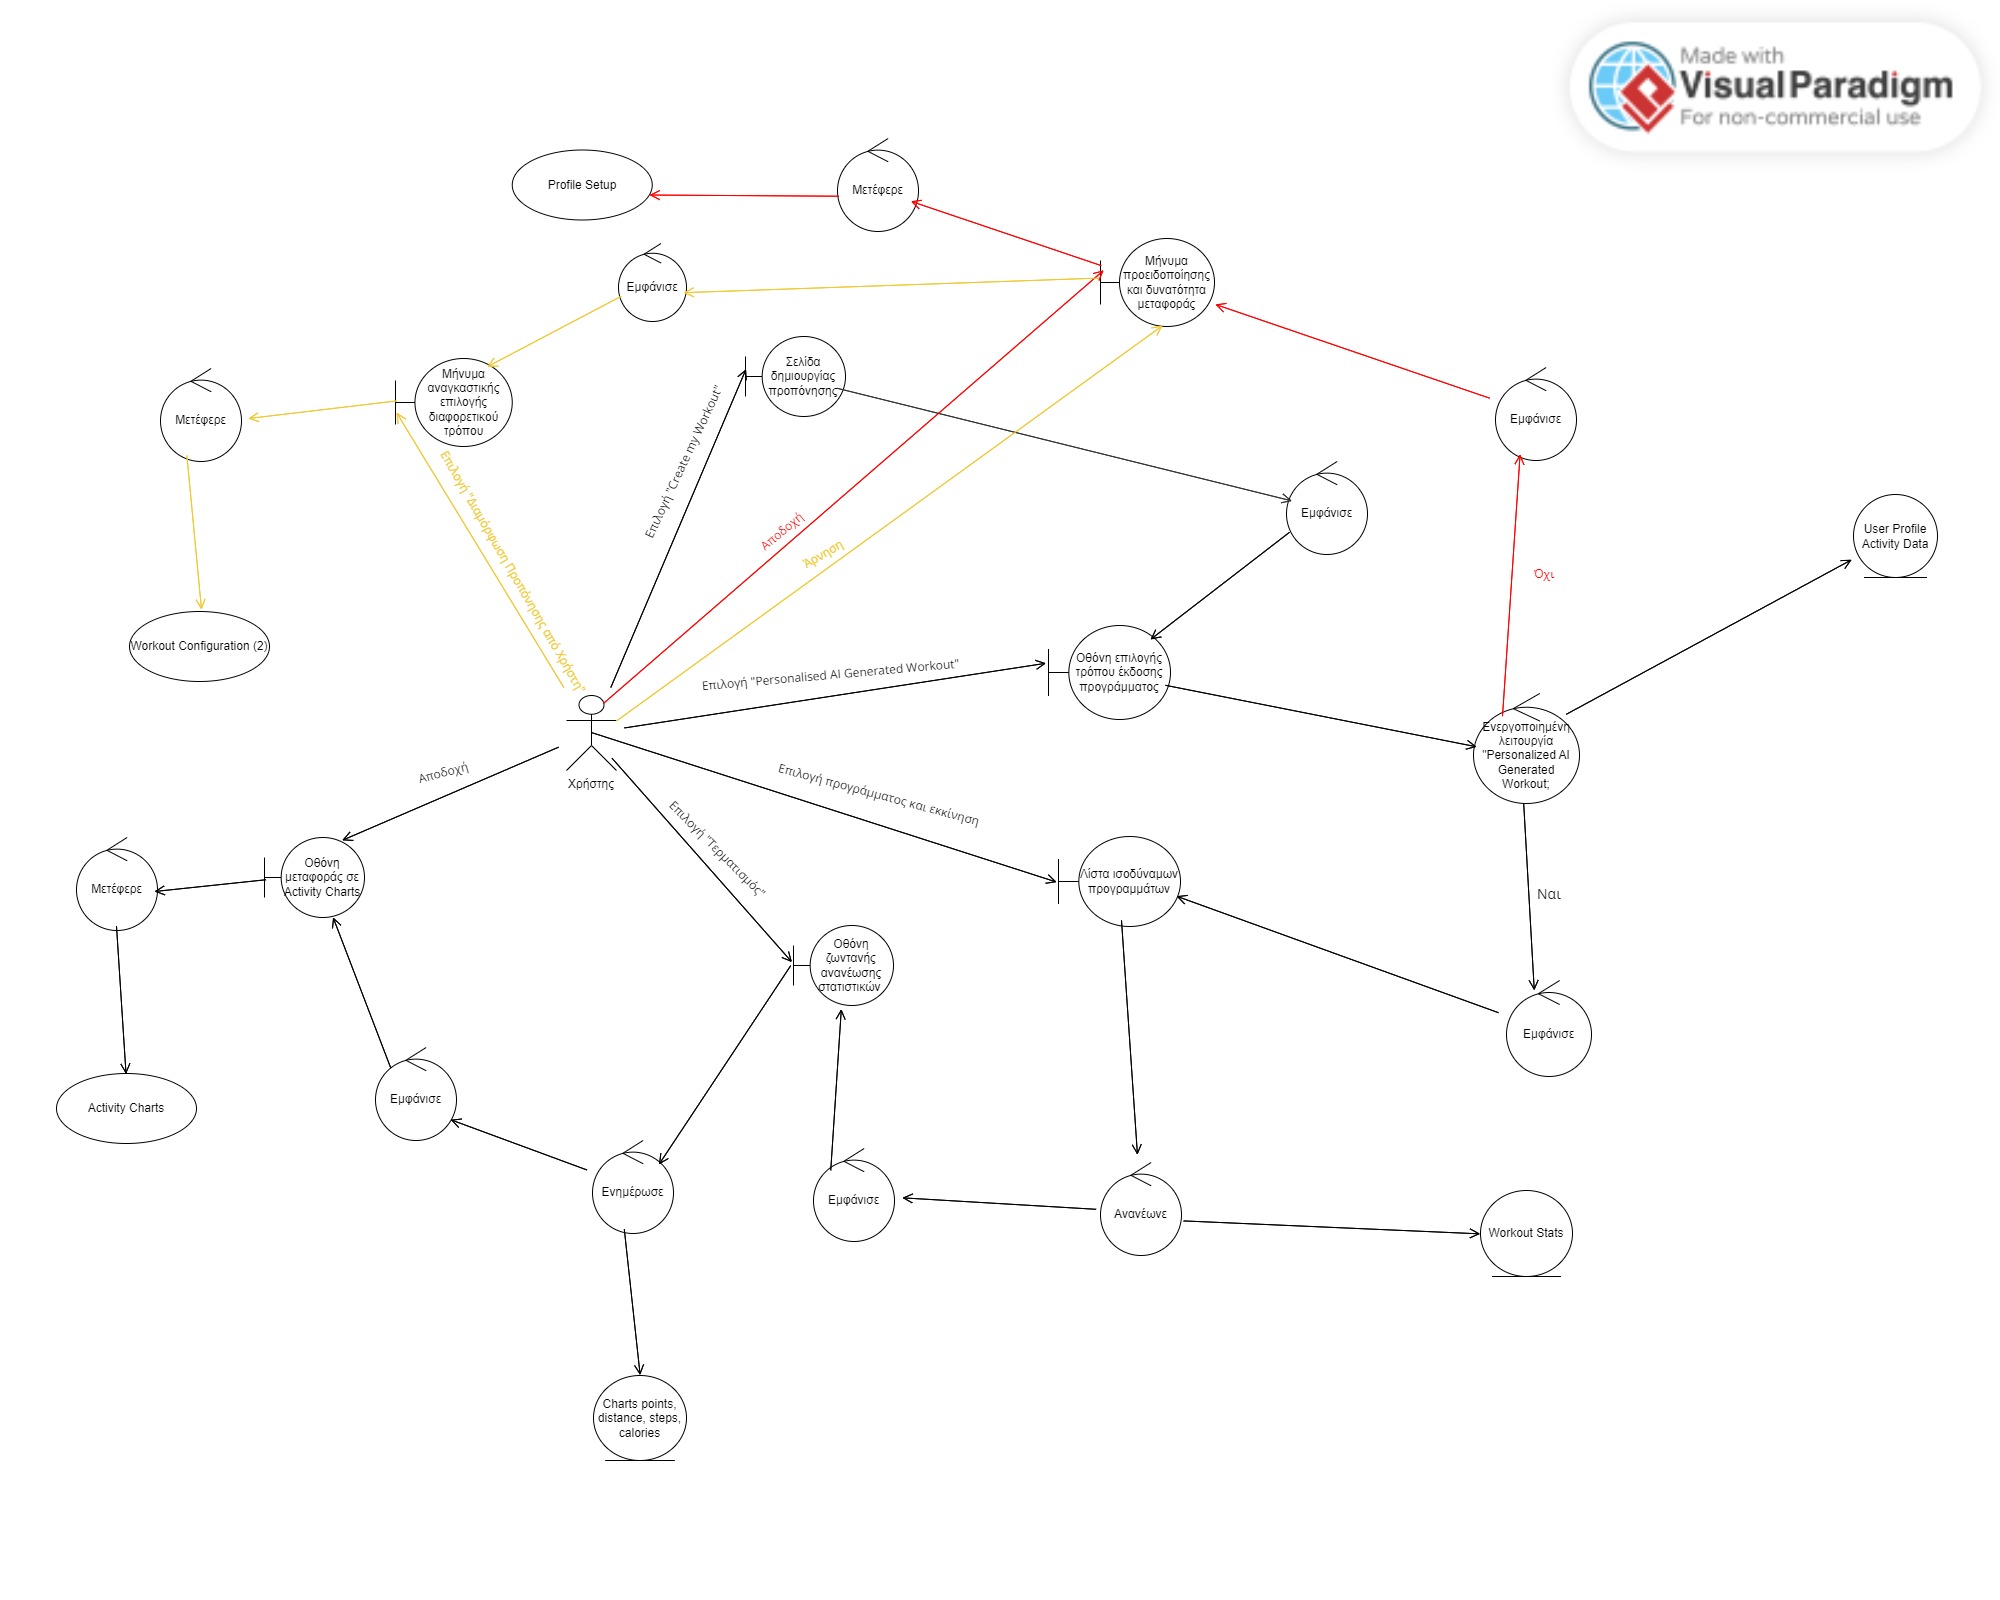 Made with
Visual Paradigm
For non-commercial use
Profile Setup
Μετέφερε
Μήνυμα
προειδοποίησης
και δυνατότητα
μεταφοράς
Εμφάνισε
Σελίδα
δημιουργίας
προπόνησης
Μήνυμα
αναγκαστικής
επιλογής
διαφορετικού
τρόπου
Μετέφερε
Εμφάνισε
Επιλογή "Create my Workout"
Επιλογή "Διαμόρφωση Προπόνησης από Χρήστη"
Εμφάνισε
Αποδοχή
Άρνηση
User Profile
Activity Data
Όχι
Workout Configuration (2)
Οθόνη επιλογής
τρόπου έκδοσης
προγράμματος
Επιλογή "Personalised AI Generated Workout"
Ενεργοποιημένη
λειτουργία
"Personalized AI
Generated
Workout;
Χρήστης
Αποδοχή
Επιλογή προγράμματος και εκκίνηση
Επιλογή "Τερματισμός"
Οθόνη
μεταφοράς σε
Activity Charts
Μετέφερε
Λίστα ισοδύναμων
προγραμμάτων
Ναι
Οθόνη
ζωντανής
ανανέωσης
στατιστικών
Εμφάνισε
Activity Charts
Εμφάνισε
Ενημέρωσε
Εμφάνισε
Ανανέωνε
Workout Stats
Charts points,
distance, steps,
calories